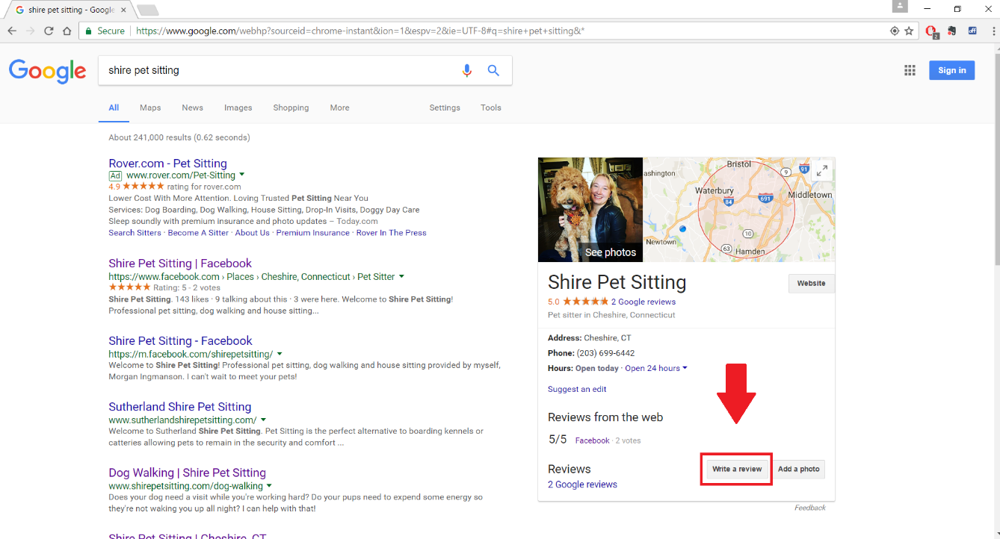 shire pet sitting - Google
Secure
https://www.google.com/webhp?sourceid=chrome-instant&ion=1&espv=2&ie=UTF-8#q=shire+pet+sitting&*
2
off
Google
shire pet sitting
Sign in
All
Maps
News
Images
Shopping
More
Settings
Tools
About 241,000 results (0.62 seconds)
Rover.com - Pet Sitting
Ad www.rover.com/Pet-Sitting
4.9 ★★★★★ rating for rover.com
Lower Cost With More Attention. Loving Trusted Pet Sitting Near You
Services: Dog Boarding, Dog Walking, House Sitting, Drop-In Visits, Doggy Day Care
Sleep soundly with premium insurance and photo updates – Today.com
Search Sitters · Become A Sitter · About Us · Premium Insurance · Rover In The Press
Shire Pet Sitting | Facebook
https://www.facebook.com › Places › Cheshire, Connecticut › Pet Sitter
★★★★★ Rating: 5 - 2 votes
Shire Pet Sitting. 143 likes · 9 talking about this · 3 were here. Welcome to Shire Pet Sitting!
Professional pet sitting, dog walking and house sitting...
Shire Pet Sitting - Facebook
https://m.facebook.com/shirepetsitting/
Welcome to Shire Pet Sitting! Professional pet sitting, dog walking and house sitting provided by myself,
Morgan Ingmanson. I can't wait to meet your pets!
Sutherland Shire Pet Sitting
www.sutherlandshirepetsitting.com/
Welcome to Sutherland Shire Pet Sitting. Pet Sitting is the perfect alternative to boarding kennels or
catteries allowing pets to remain in the security and comfort ...
Dog Walking | Shire Pet Sitting
www.shirepetsitting.com/dog-walking
Does your dog need a visit while you're working hard? Do your pups need to expend some energy so
they're not waking you up all night? I can help with that!
Shire Pet Sitting | Cheshire, CT
See photos
Bristol
9
91
ashington
Waterbury
84
691
Middletown
10
Newtown
63
Hamden
Shire Pet Sitting
Website
5.0 ★★★★★ 2 Google reviews
Pet sitter in Cheshire, Connecticut
Address: Cheshire, CT
Phone: (203) 699-6442
Hours: Open today · Open 24 hours
Suggest an edit
Reviews from the web
5/5 Facebook · 2 votes
Reviews
Write a review
Add a photo
2 Google reviews
Feedback